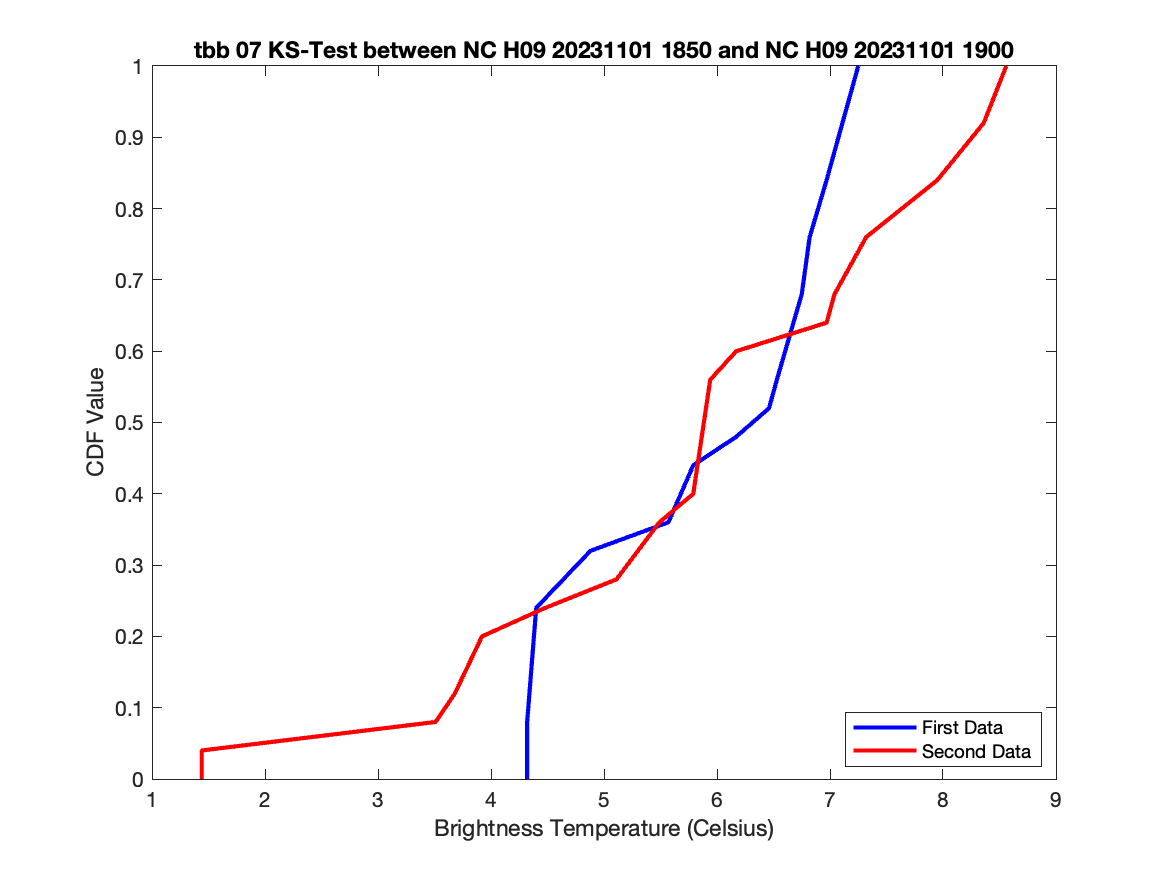 tbb 07 KS-Test between NC H09 20231101 1850 and NC H09 20231101 1900
1
0.9
0.8
0.7
0.6
0.5
0.4
0.3
0.2
0.1
0
CDF Value
First Data
Second Data
1 2 3 4 5 6 7 8 9
Brightness Temperature (Celsius)